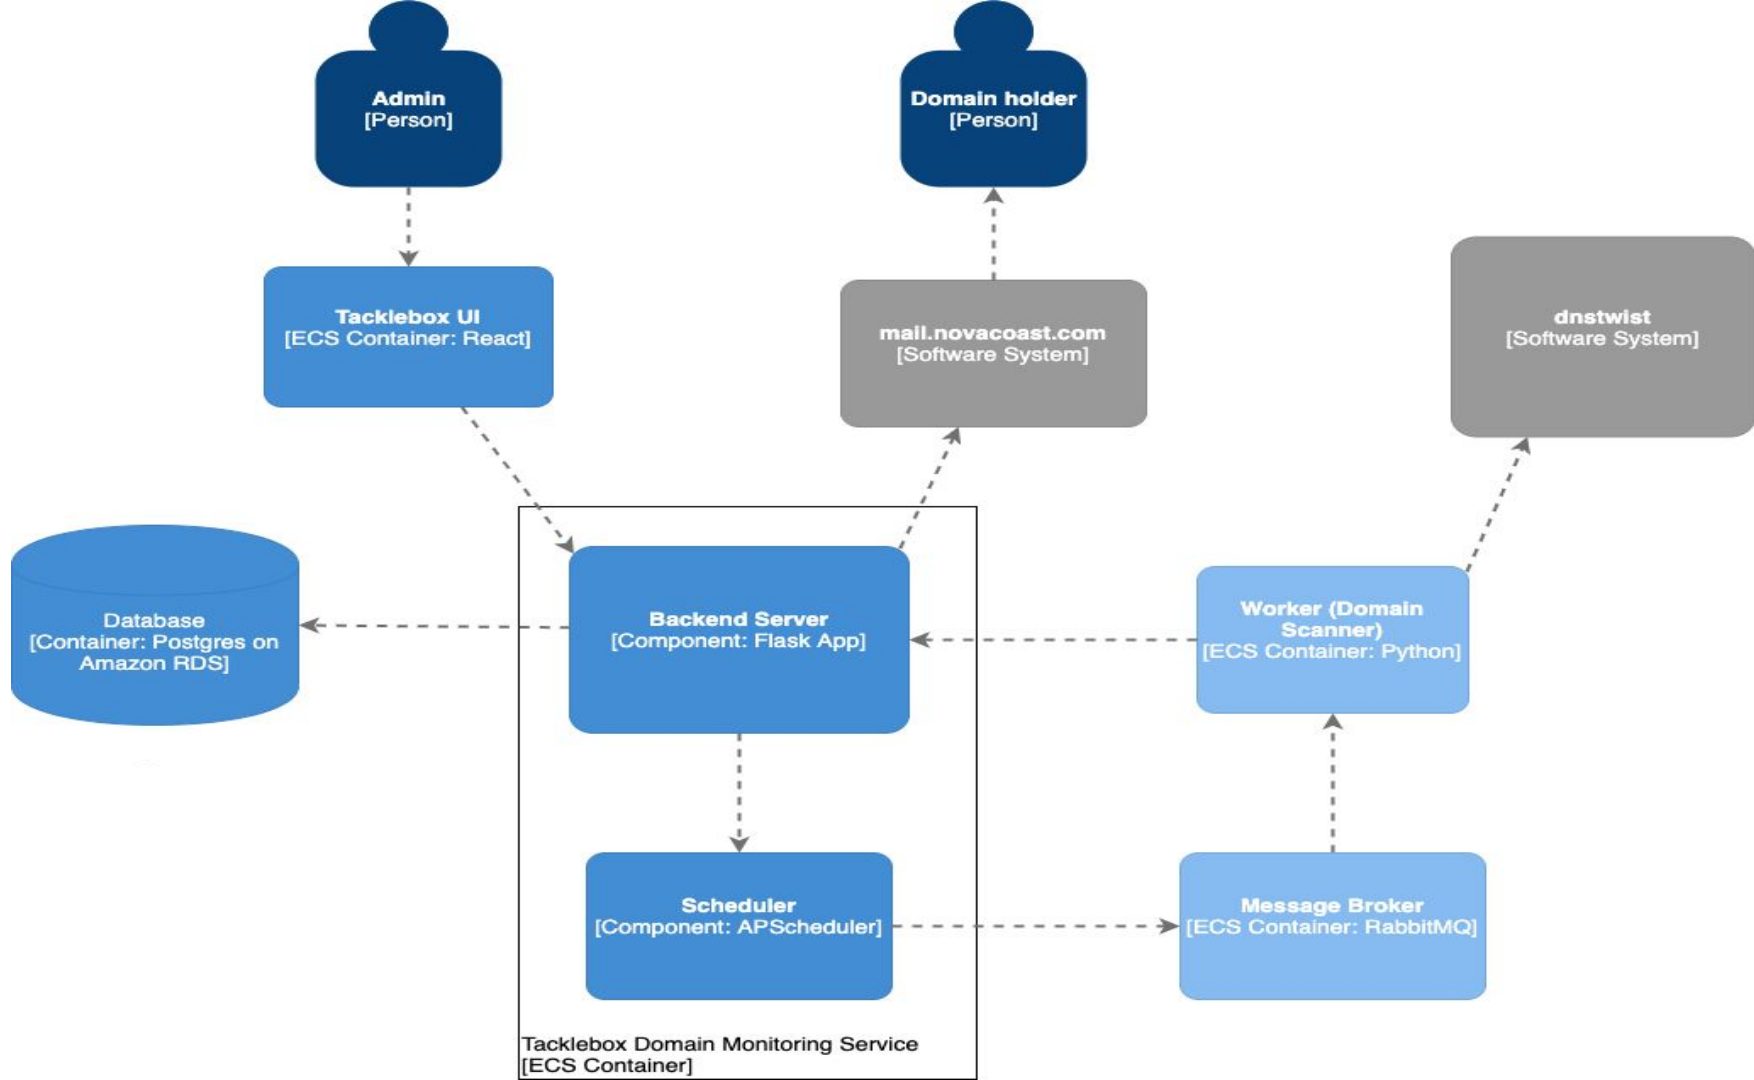 Admin
[Person]
Domain holder
[Person]
Tacklebox UI
[ECS Container: React]
mail.novacoast.com
[Software System]
dnstwist
[Software System]
Database
[Container: Postgres on
Amazon RDS]
Backend Server
[Component: Flask App]
Worker (Domain
Scanner)
[ECS Container: Python]
Scheduler
[Component: APScheduler]
Message Broker
[ECS Container: RabbitMQ]
Tacklebox Domain Monitoring Service
[ECS Container]